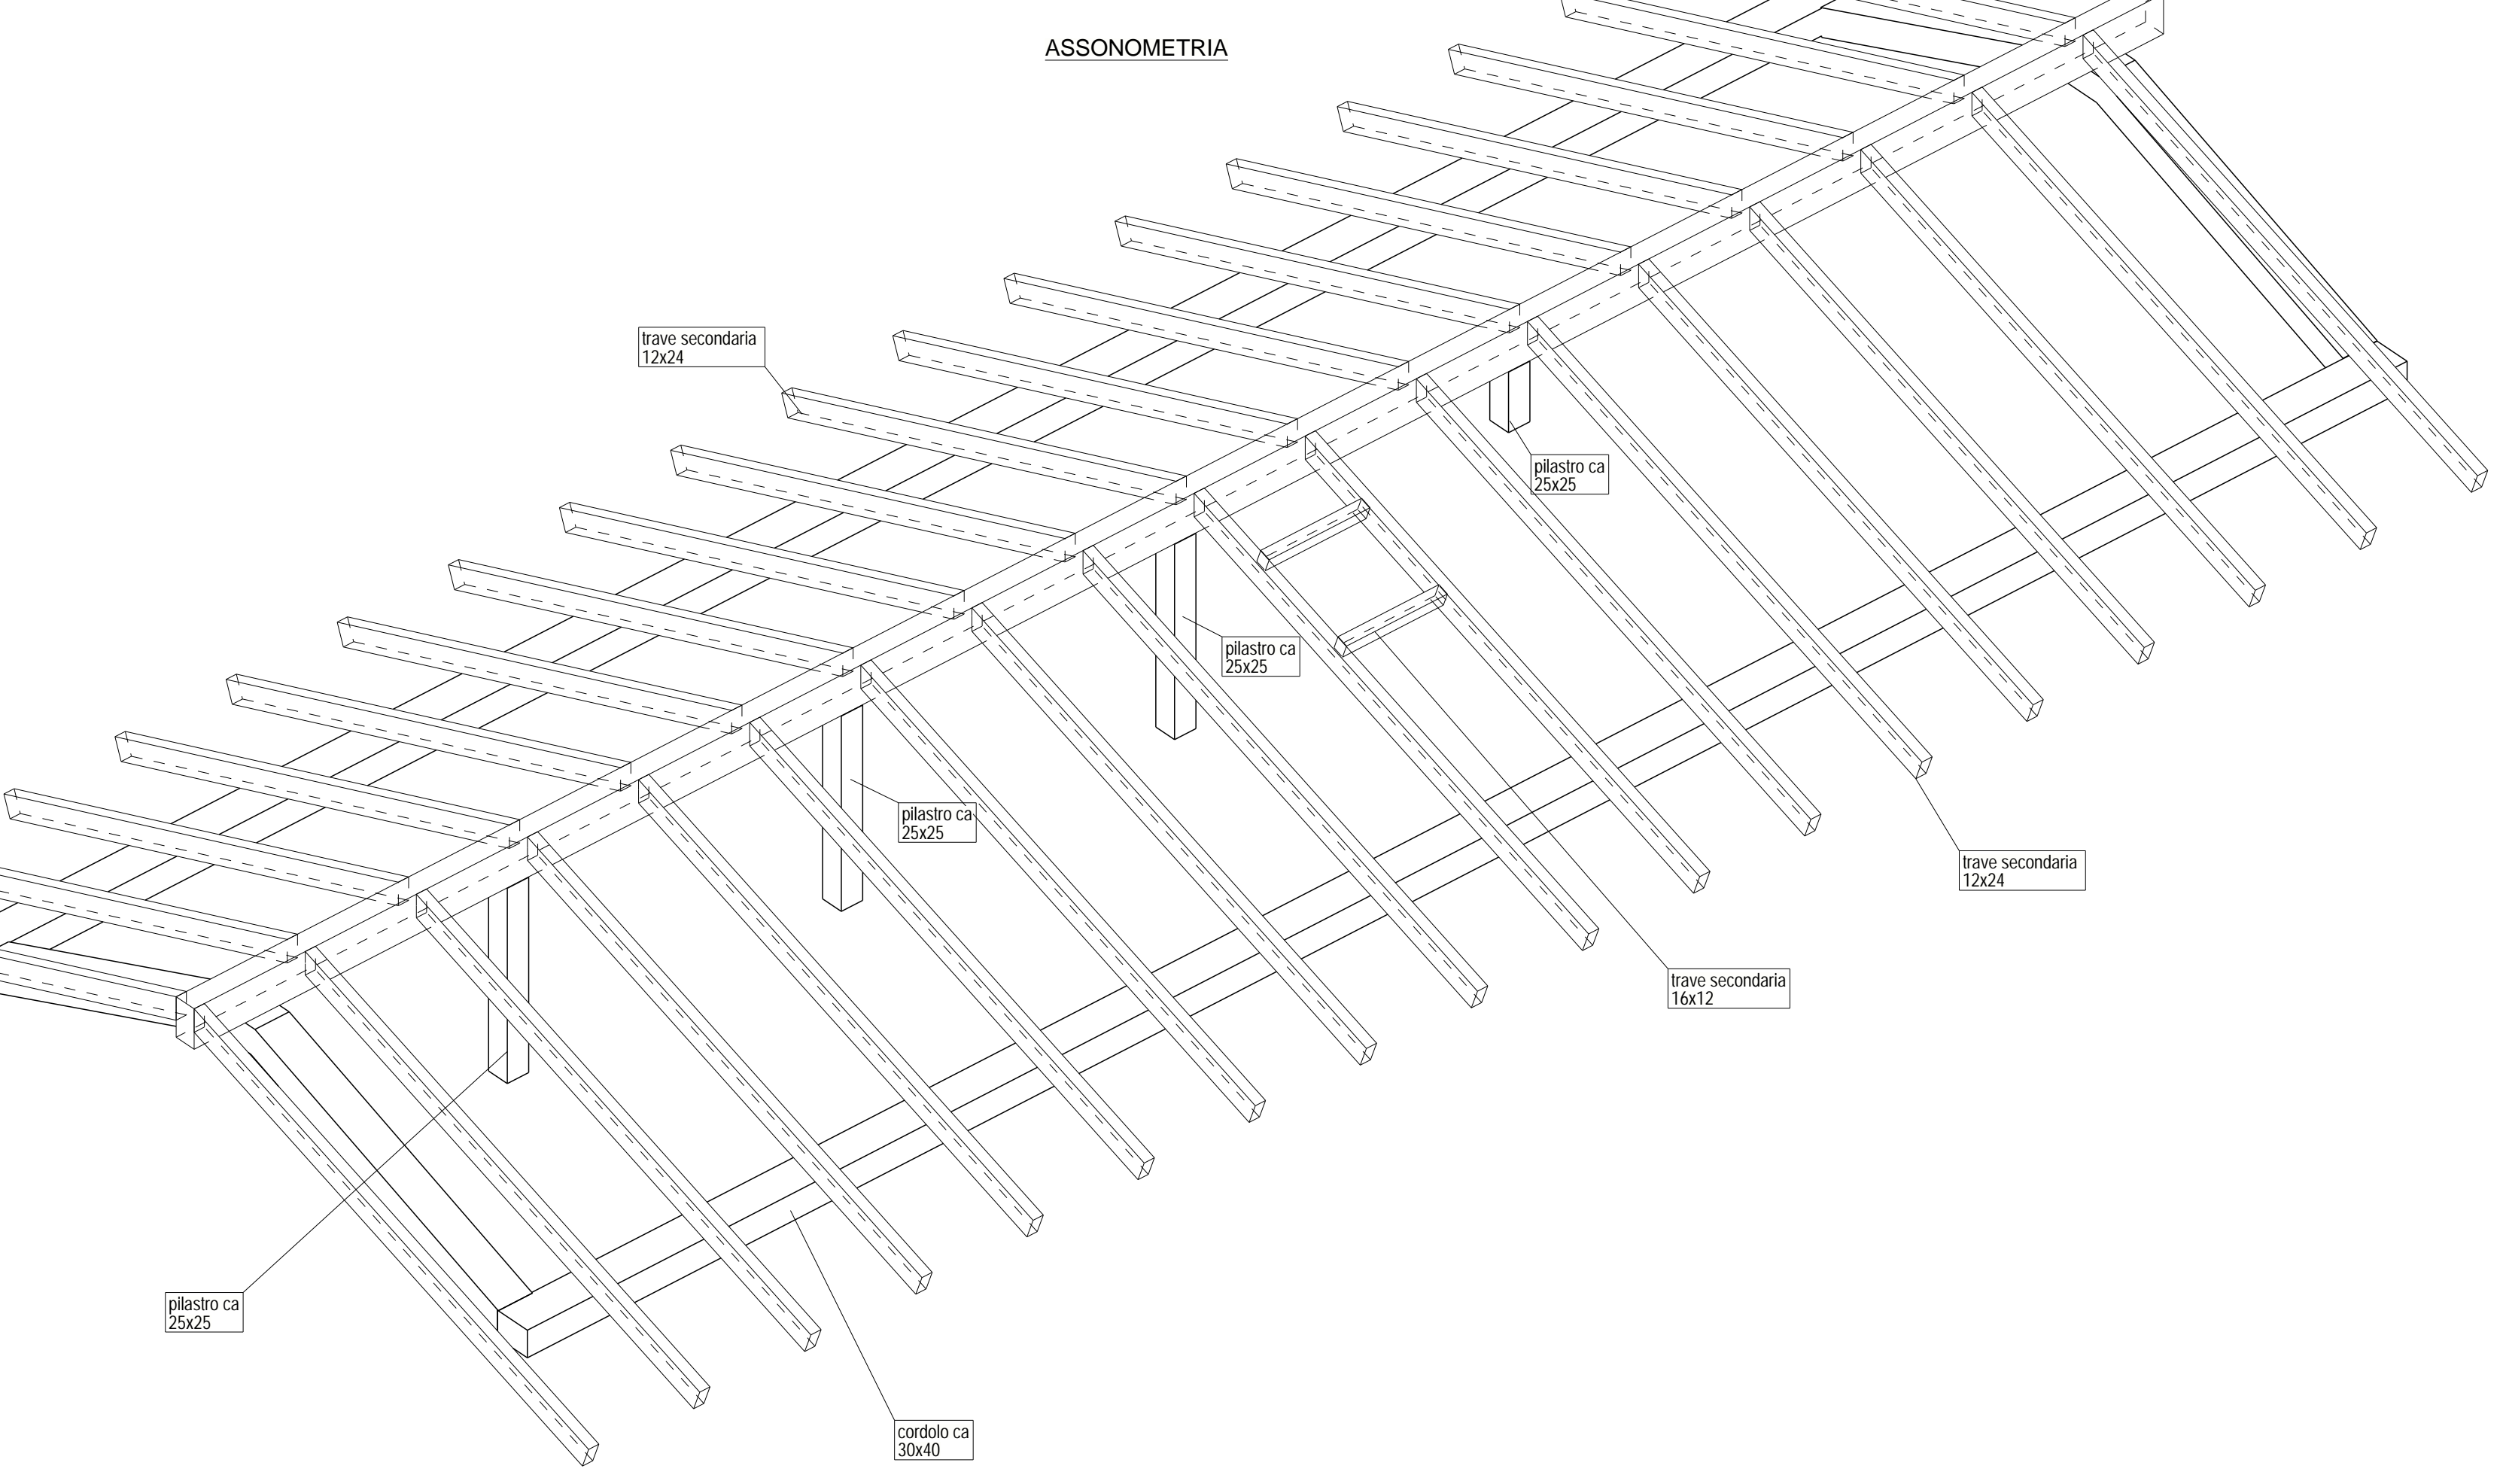 ASSONOMETRIA
trave secondaria
12x24
pilastro ca
25x25
pilastro ca
25x25
pilastro ca
25x25
trave secondaria
12x24
trave secondaria
16x12
pilastro ca
25x25
cordolo ca
30x40